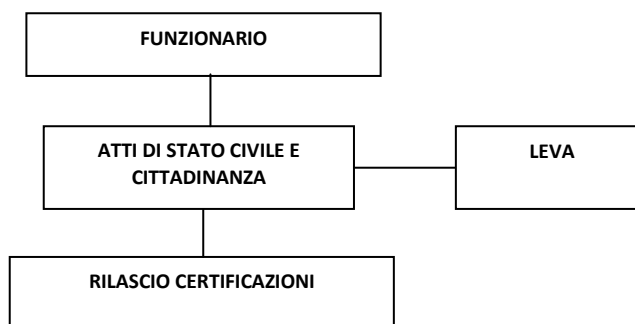 FUNZIONARIO
ATTI DI STATO CIVILE E
CITTADINANZA
LEVA
RILASCIO CERTIFICAZIONI